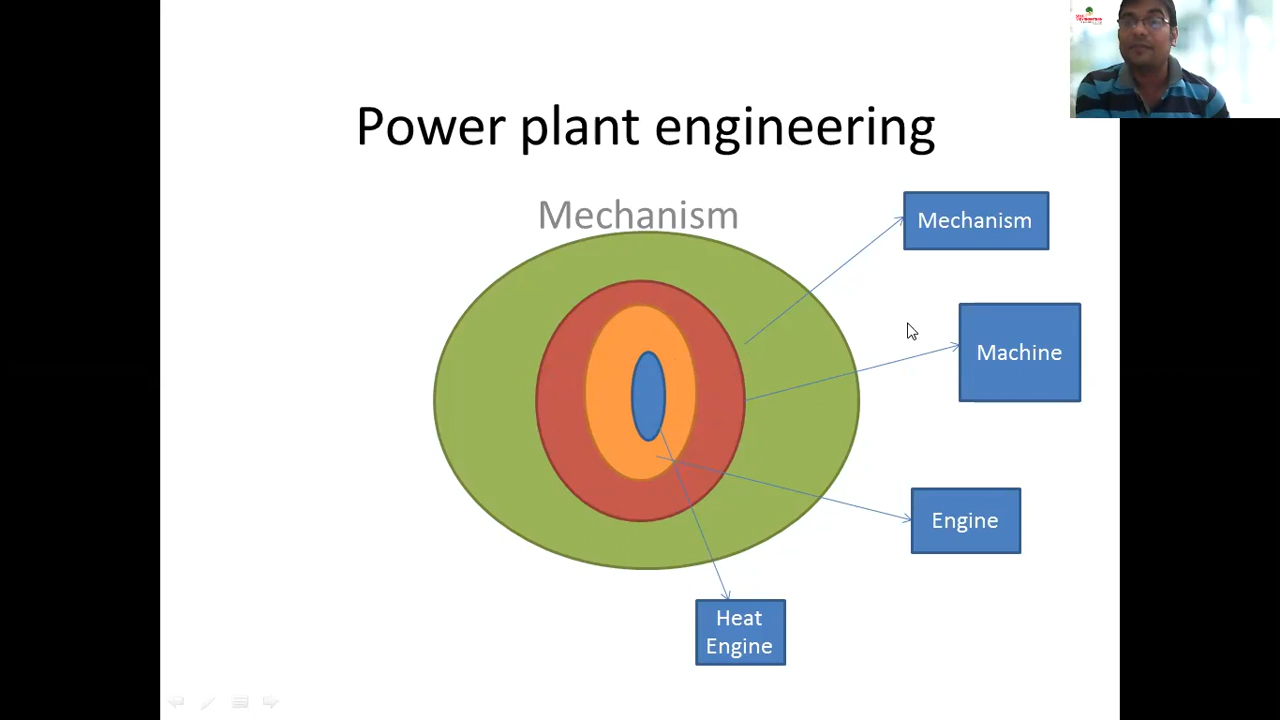 Power plant engineering
Mechanism
Mechanism
Machine
Engine
Heat
Engine